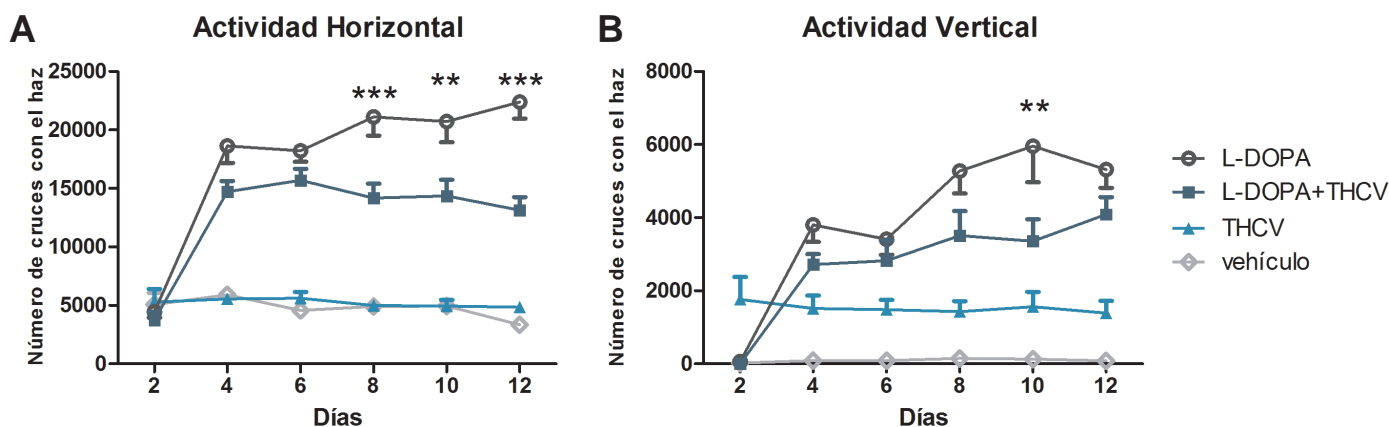 A
Actividad Horizontal
Número de cruces con el haz
25000
20000
15000
10000
5000
0
***
**
***
2 4 6 8 10 12
Días
B
Actividad Vertical
Número de cruces con el haz
8000
6000
4000
2000
0
**
2 4 6 8 10 12
Días
L-DOPA
L-DOPA+THCV
THCV
vehículo